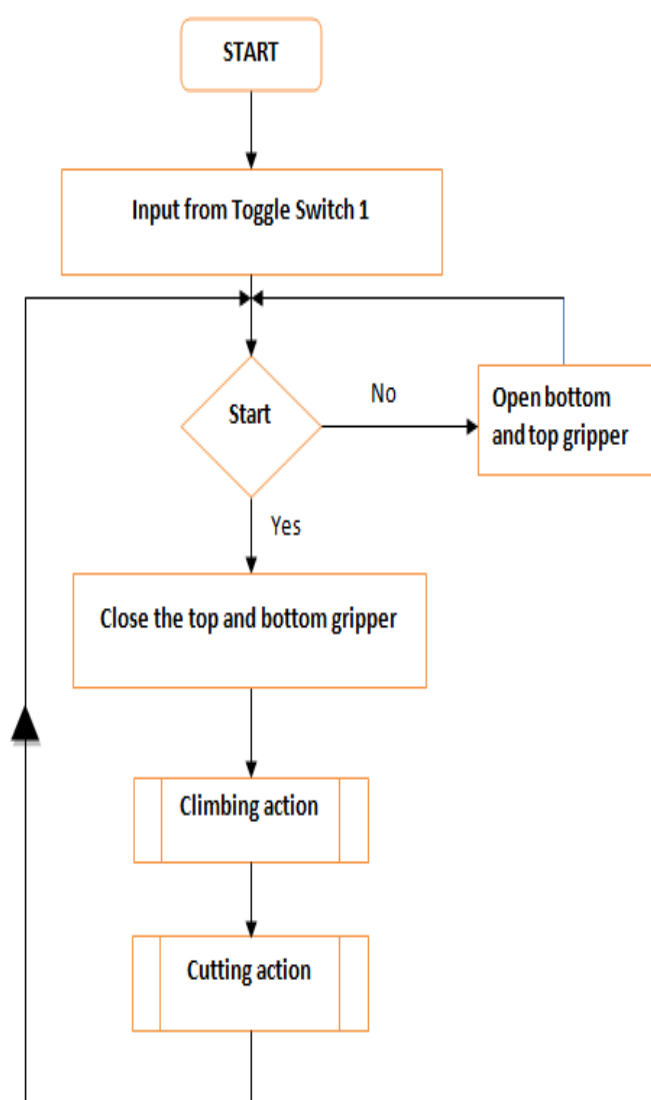 START
Input from Toggle Switch 1
Start
No
Open bottom
and top gripper
Yes
Close the top and bottom gripper
Climbing action
Cutting action